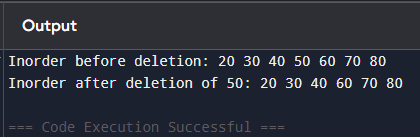 Output
Inorder before deletion: 20 30 40 50 60 70 80
Inorder after deletion of 50: 20 30 40 60 70 80
=== Code Execution Successful ===